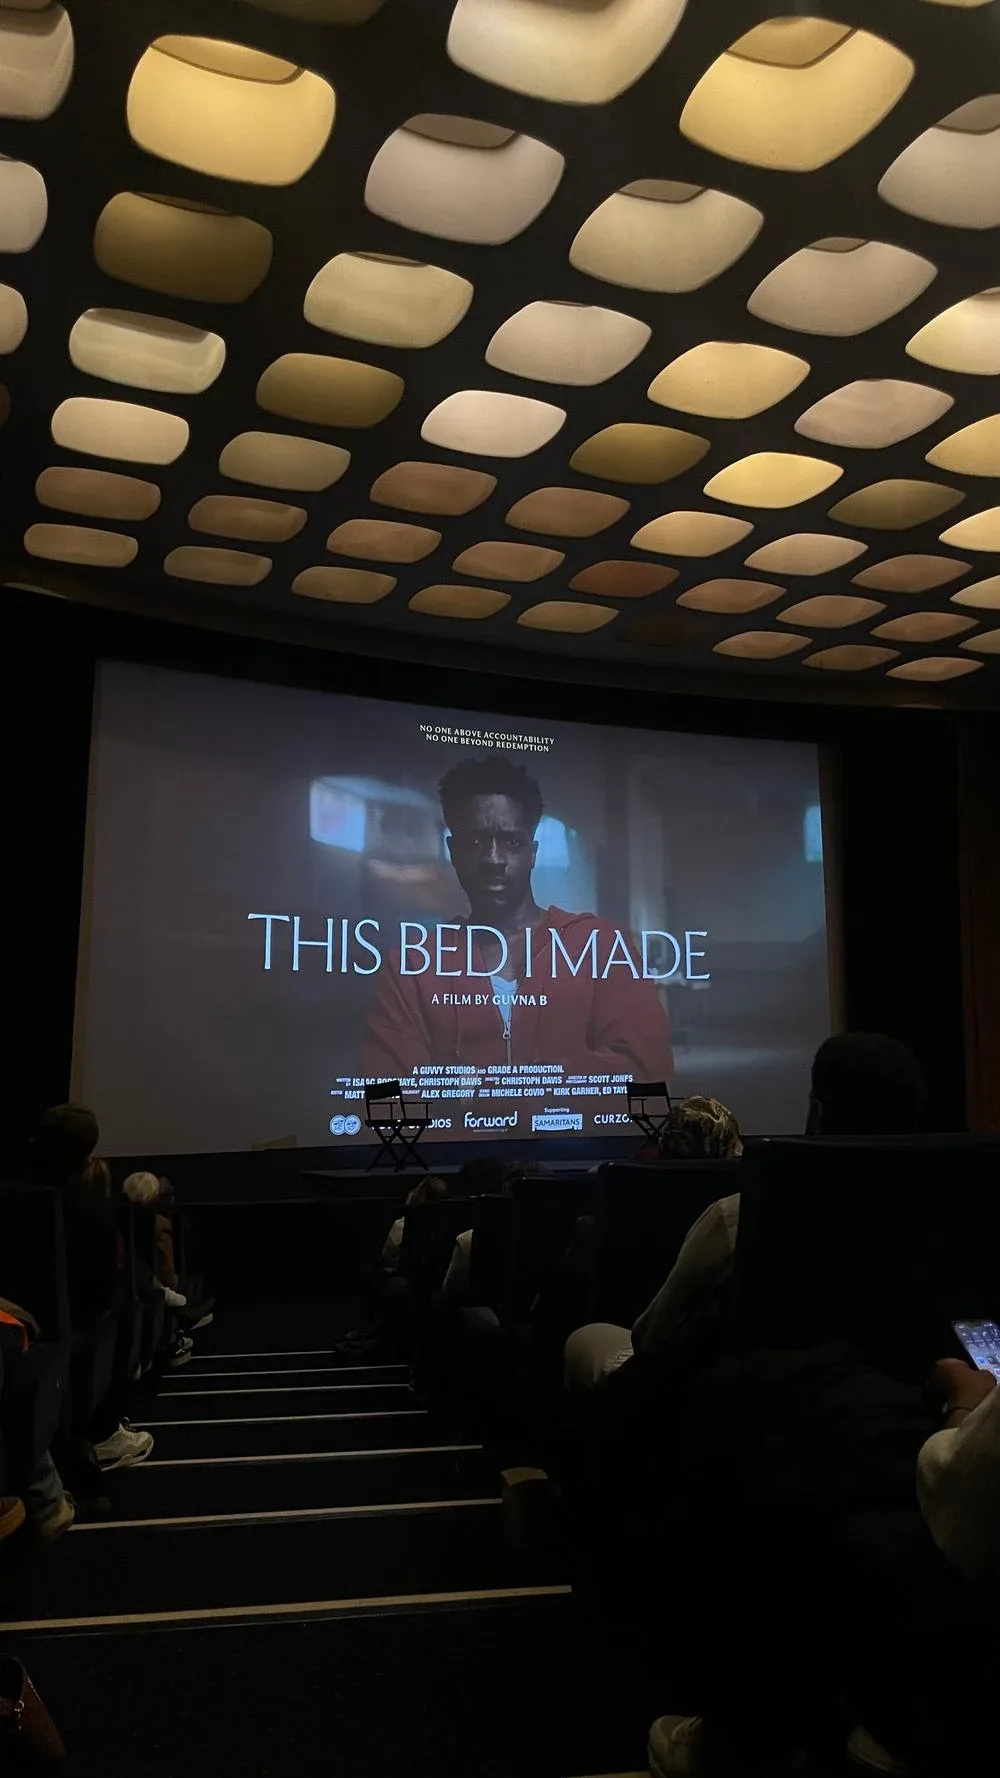 NO ONE ABOVE ACCOUNTABILITY
NO ONE BEYOND REDEMPTION
THIS BED I MADE
A FILM BY GUVNA B
A GUVVY STUDIOS AND GRADE A PRODUCTION.
CHRISTOPH DAVIS CHRISTOPH DAVIS SCOTT JONES
ALEX GREGORY MICHELE COVIO KIRK GARNER, ED
forward
Supporting
SAMARITANS